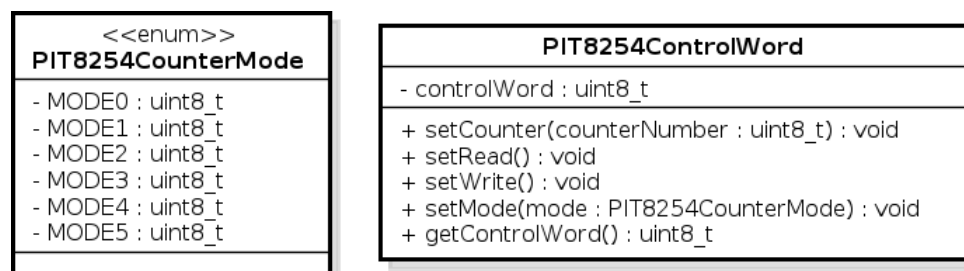 <<enum>>
PIT8254CounterMode
- MODE0 : uint8_t
- MODE1 : uint8_t
- MODE2 : uint8_t
- MODE3 : uint8_t
- MODE4 : uint8_t
- MODE5 : uint8_t
PIT8254ControlWord
- controlWord : uint8_t
+ setCounter(counterNumber : uint8_t) : void
+ setRead() : void
+ setWrite() : void
+ setMode(mode : PIT8254CounterMode) : void
+ getControlWord() : uint8_t